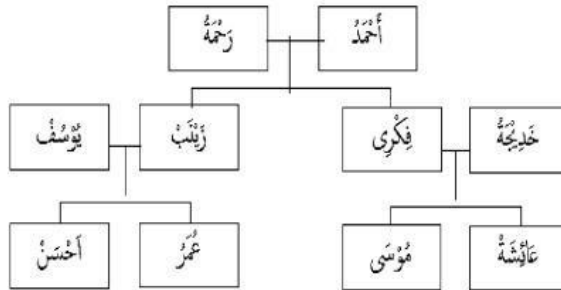 أَحْمَدُ رَحْمَةُ
خَدِيْجَةُ فِكْرِى زَيْنَبْ يُوْسُفْ
عَائِشَةْ مُوْسَى عُمَرُ أَحْسَنْ